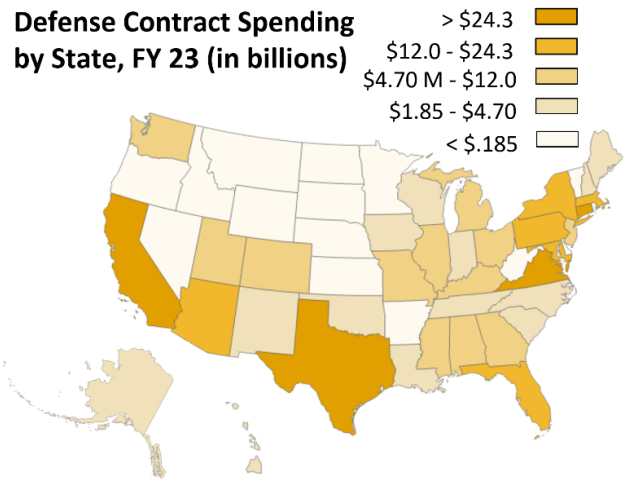 Defense Contract Spending
by State, FY 23 (in billions)
> $24.3
$12.0 - $24.3
$4.70 M - $12.0
$1.85 - $4.70
< $.185